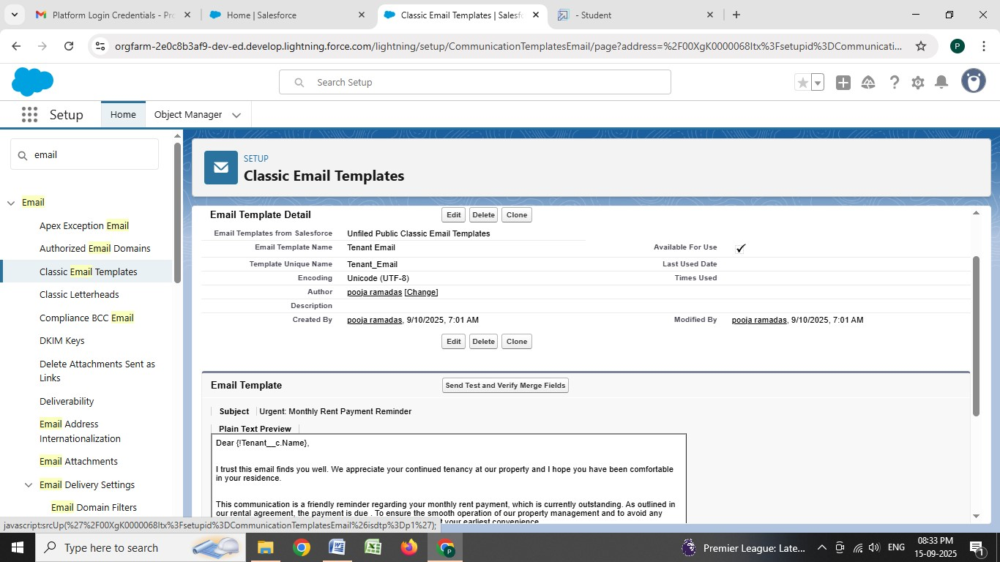 Platform Login Credentials - Pro
Home | Salesforce
Classic Email Templates | Salesfo
- Student
orgfarm-2e0c8b3af9-dev-ed.develop.lightning.force.com/lightning/setup/CommunicationTemplatesEmail/page?address=%2F00XgK0000068Itx%3Fsetupid%3DCommunicati...
P
Search Setup
Setup
Home
Object Manager
email
SETUP
Classic Email Templates
Email
Apex Exception Email
Authorized Email Domains
Classic Email Templates
Classic Letterheads
Compliance BCC Email
DKIM Keys
Delete Attachments Sent as
Links
Deliverability
Email Address
Internationalization
Email Attachments
Email Delivery Settings
Email Domain Filters
Email Template Detail
Edit Delete Clone
Email Templates from Salesforce Unfiled Public Classic Email Templates
Email Template Name Tenant Email Available For Use ✓
Template Unique Name Tenant_Email Last Used Date
Encoding Unicode (UTF-8) Times Used
Author pooja ramadas [Change]
Description
Created By pooja ramadas, 9/10/2025, 7:01 AM Modified By pooja ramadas, 9/10/2025, 7:01 AM
Edit Delete Clone
Email Template Send Test and Verify Merge Fields
Subject Urgent: Monthly Rent Payment Reminder
Plain Text Preview
Dear {!Tenant__c.Name},
I trust this email finds you well. We appreciate your continued tenancy at our property and I hope you have been comfortable
in your residence.
This communication is a friendly reminder regarding your monthly rent payment, which is currently outstanding. As outlined in
our rental agreement, the payment is due . To ensure the smooth operation of our property management and to avoid any
your earliest convenience.
javascript:srcUp(%27%2F00XgK0000068Itx%3Fsetupid%3DCommunicationTemplatesEmail%26isdtp%3Dp1%27);
Type here to search
Premier League: Late...
ENG
08:33 PM
15-09-2025
1